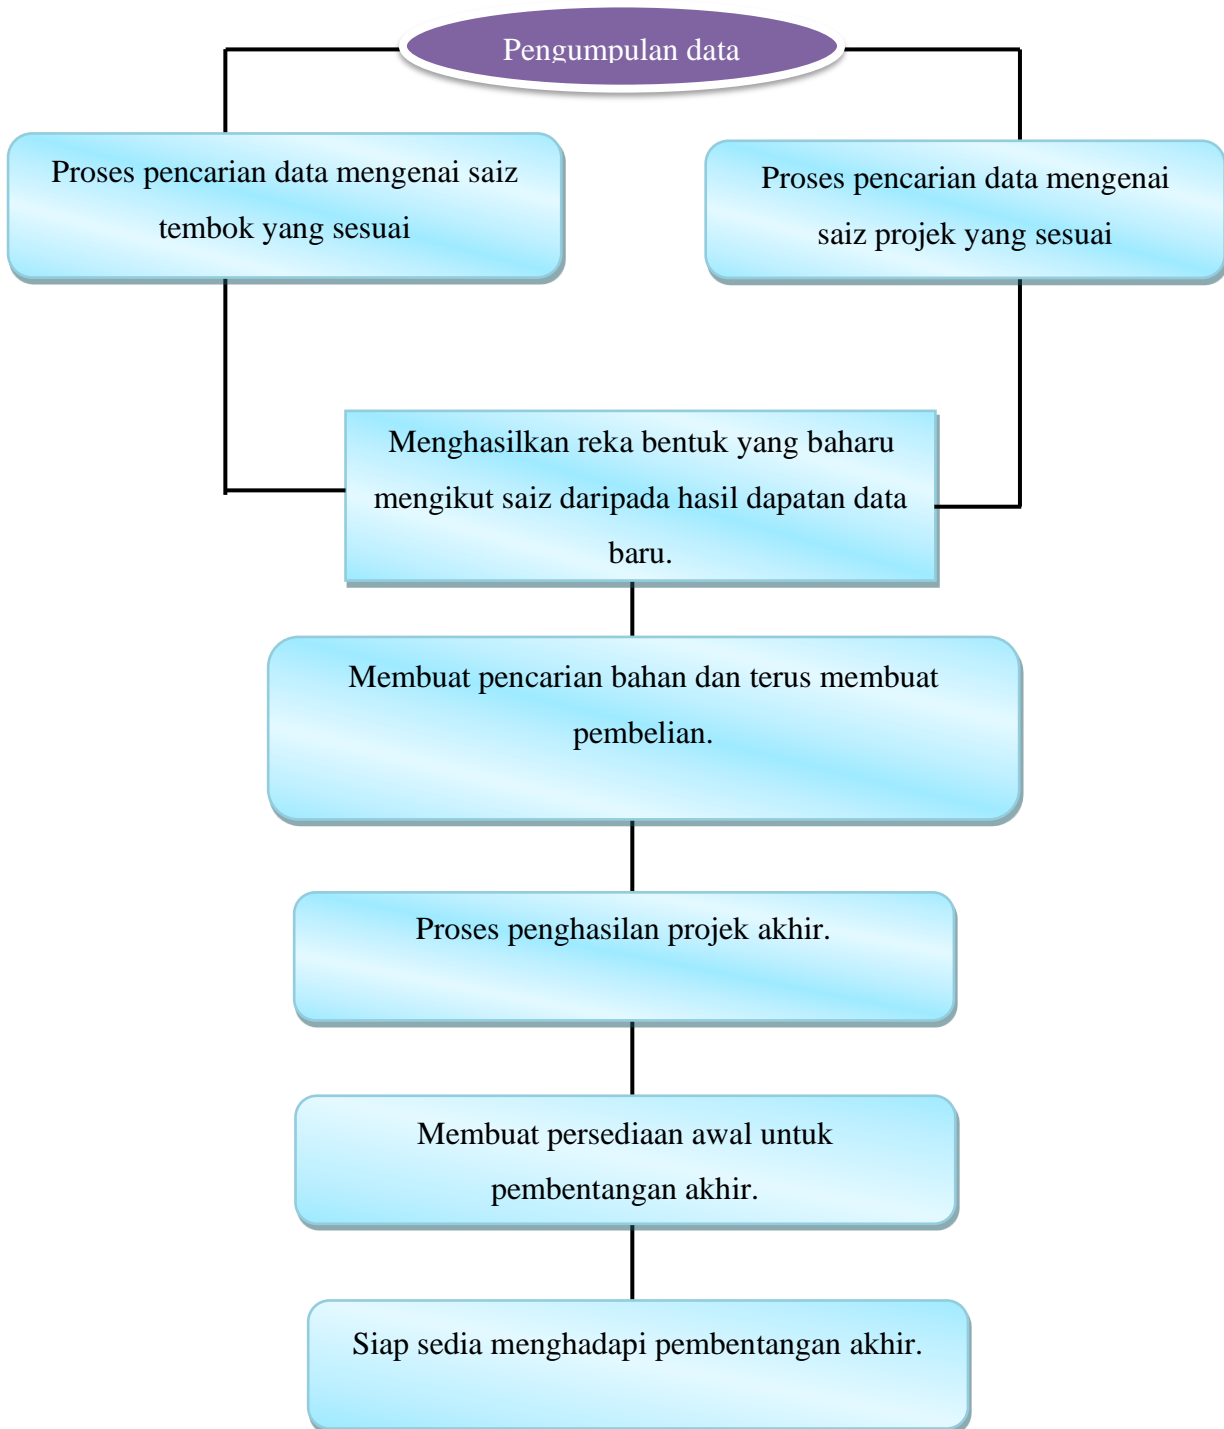 Pengumpulan data
Proses pencarian data mengenai saiz
tembok yang sesuai
Proses pencarian data mengenai
saiz projek yang sesuai
Menghasilkan reka bentuk yang baharu
mengikut saiz daripada hasil dapatan data
baru.
Membuat pencarian bahan dan terus membuat
pembelian.
Proses penghasilan projek akhir.
Membuat persediaan awal untuk
pembentangan akhir.
Siap sedia menghadapi pembentangan akhir.